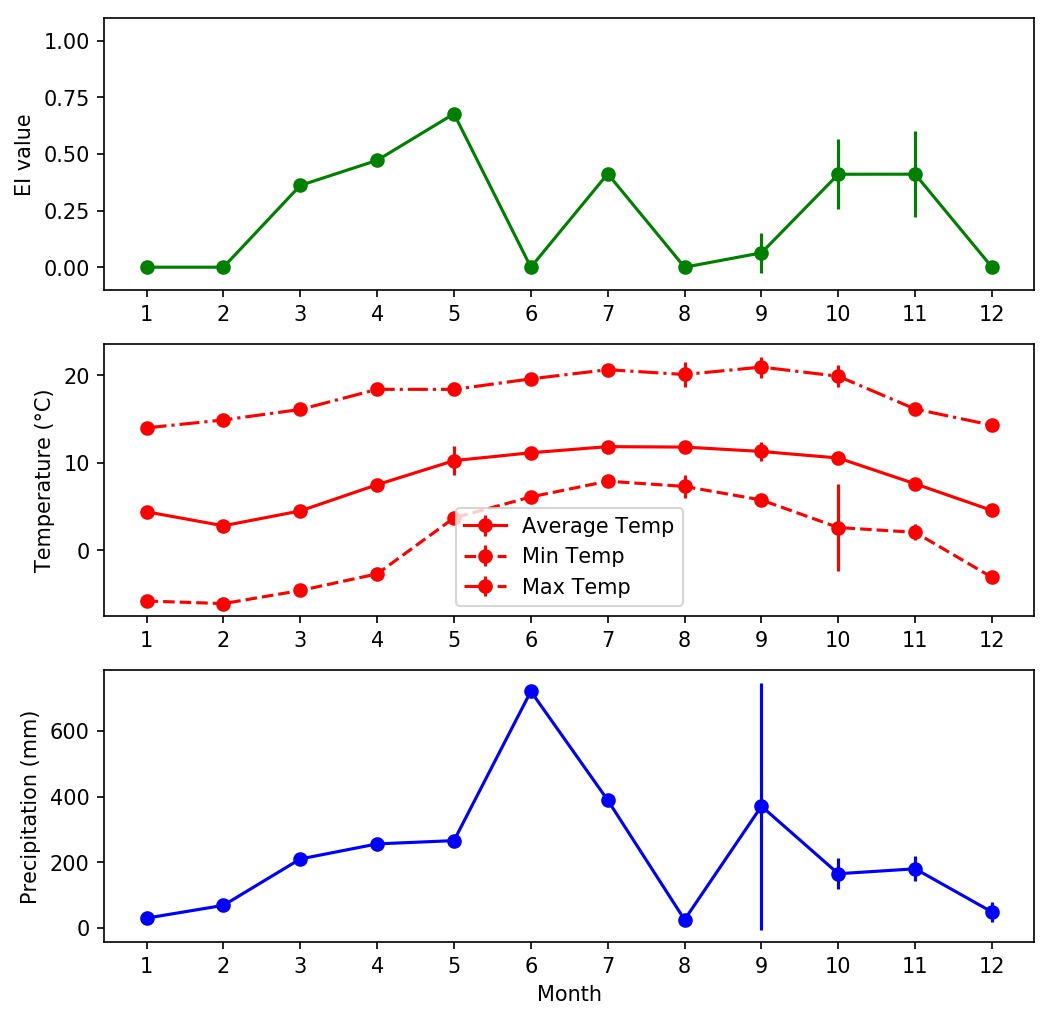 EI value
1.00
0.75
0.50
0.25
0.00
1 2 3 4 5 6 7 8 9 10 11 12
Temperature (°C)
20
10
0
Average Temp
Min Temp
Max Temp
1 2 3 4 5 6 7 8 9 10 11 12
Precipitation (mm)
600
400
200
0
1 2 3 4 5 6 7 8 9 10 11 12
Month